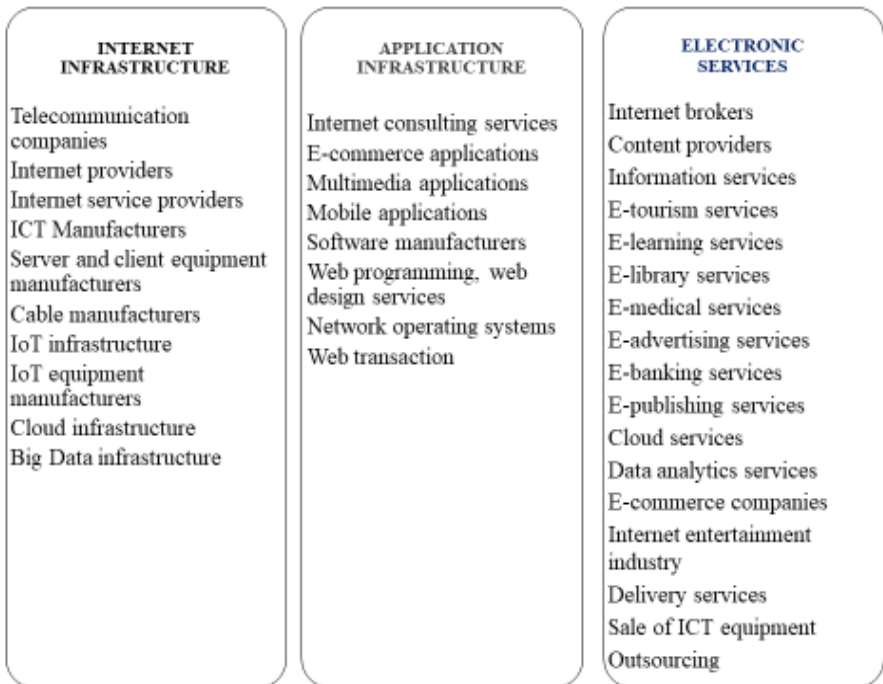 INTERNET
INFRASTRUCTURE
Telecommunication
companies
Internet providers
Internet service providers
ICT Manufacturers
Server and client equipment
manufacturers
Cable manufacturers
IoT infrastructure
IoT equipment
manufacturers
Cloud infrastructure
Big Data infrastructure
APPLICATION
INFRASTRUCTURE
Internet consulting services
E-commerce applications
Multimedia applications
Mobile applications
Software manufacturers
Web programming, web
design services
Network operating systems
Web transaction
ELECTRONIC
SERVICES
Internet brokers
Content providers
Information services
E-tourism services
E-learning services
E-library services
E-medical services
E-advertising services
E-banking services
E-publishing services
Cloud services
Data analytics services
E-commerce companies
Internet entertainment
industry
Delivery services
Sale of ICT equipment
Outsourcing